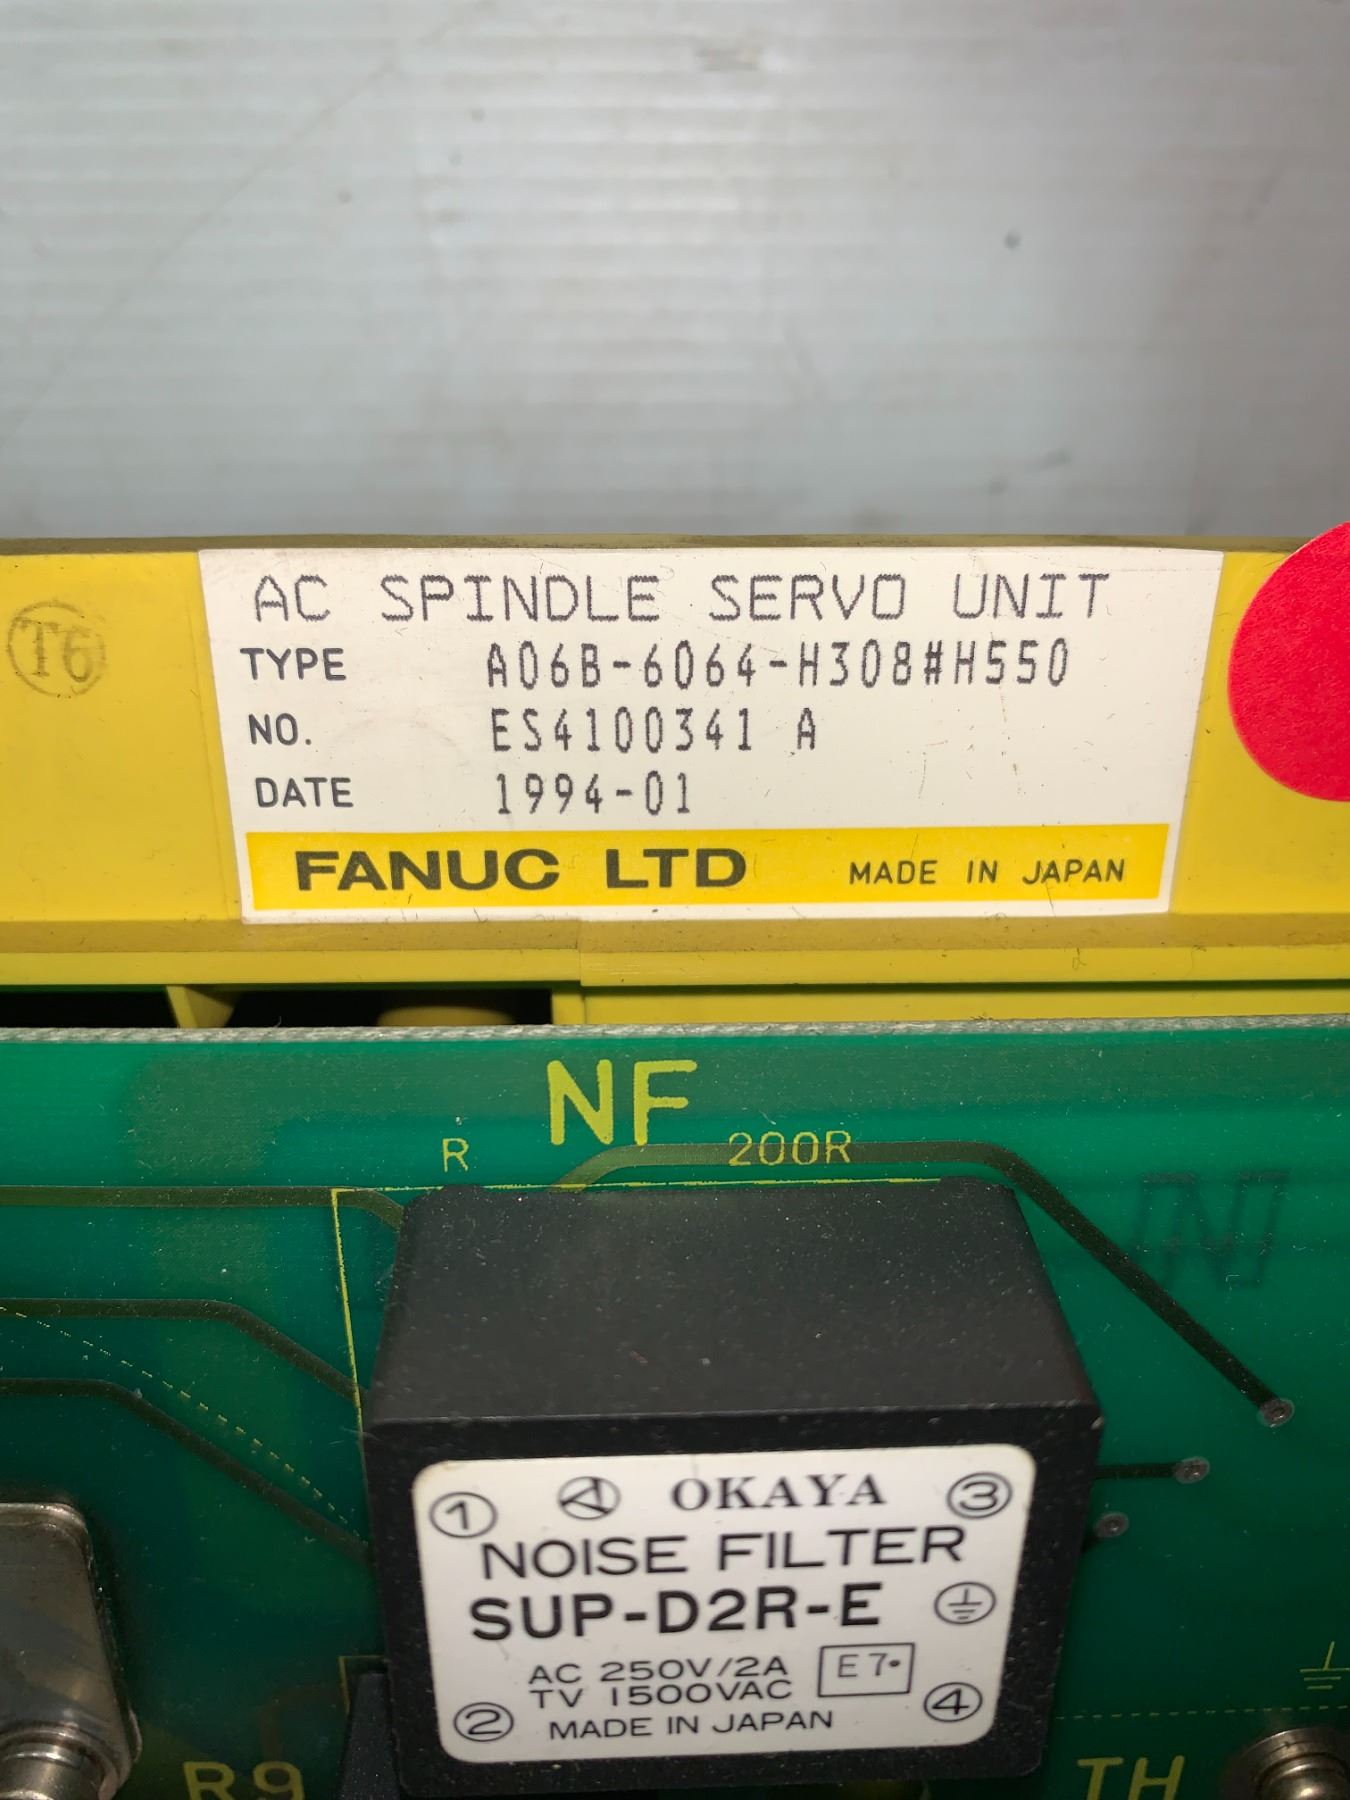 AC SPINDLE SERVO UNIT
T6
TYPE A06B-6064-H308#H550
NO. ES4100341 A
DATE 1994-01
FANUC LTD MADE IN JAPAN
NF
R 200R
OKAYA
1 3
NOISE FILTER
SUP-D2R-E
AC 250V/2A
E7•
TV 1500VAC
2 4
MADE IN JAPAN
R9 TH